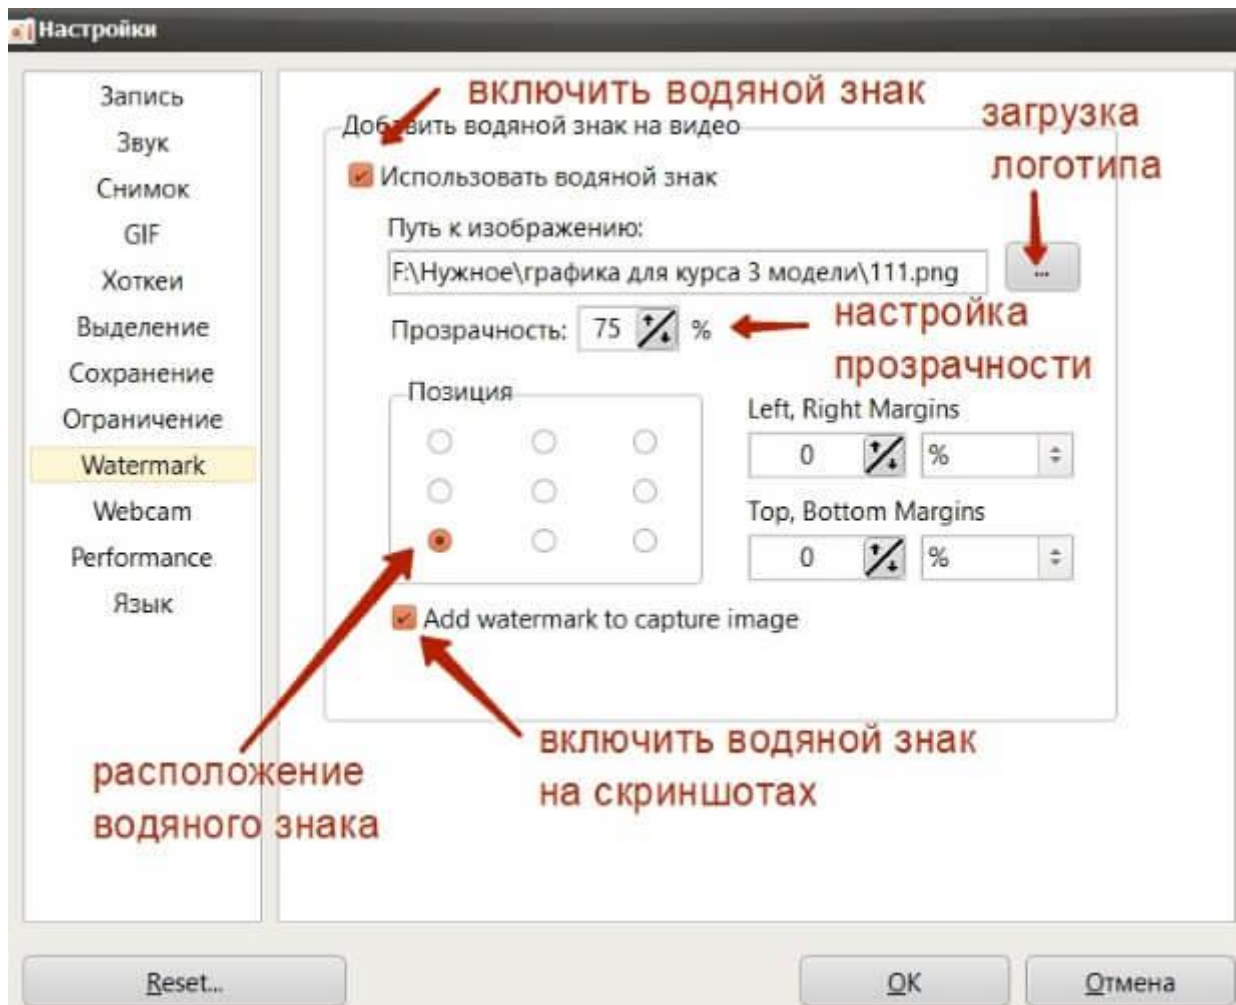 Настройки
Запись
Звук
Снимок
GIF
Хоткеи
Выделение
Сохранение
Ограничение
Watermark
Webcam
Performance
Язык
включить водяной знак
Добавить водяной знак на видео
загрузка
логотипа
Использовать водяной знак
Путь к изображению:
F:\Нужное\графика для курса 3 модели\111.png
...
Прозрачность: 75 %
настройка
прозрачности
Позиция
Left, Right Margins
0 %
Top, Bottom Margins
0 %
Add watermark to capture image
включить водяной знак
на скриншотах
расположение
водяного знака
Reset...
OK
Отмена